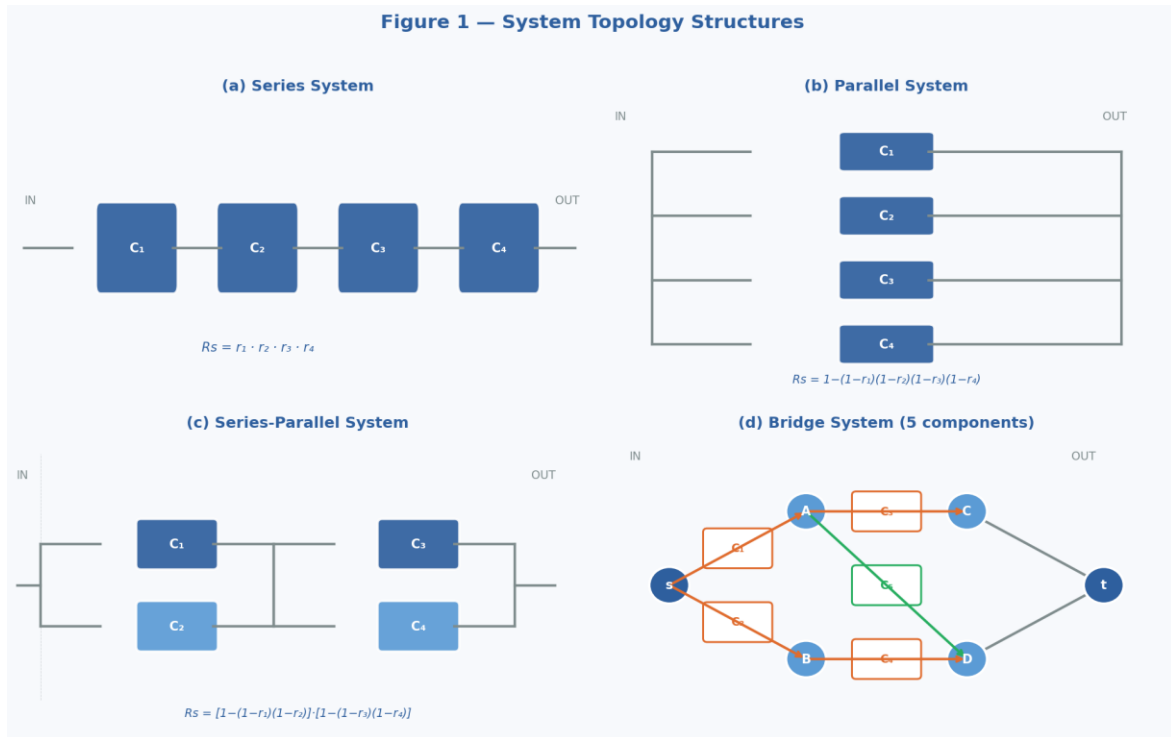 Figure 1 — System Topology Structures
(a) Series System
IN
OUT
C₁
C₂
C₃
C₄
Rs = r₁ · r₂ · r₃ · r₄
(b) Parallel System
IN
OUT
C₁
C₂
C₃
C₄
Rs = 1−(1−r₁)(1−r₂)(1−r₃)(1−r₄)
(c) Series-Parallel System
IN
OUT
C₁
C₃
C₂
C₄
Rs = [1−(1−r₁)(1−r₂)]·[1−(1−r₃)(1−r₄)]
(d) Bridge System (5 components)
IN
OUT
A
C
s
t
B
D